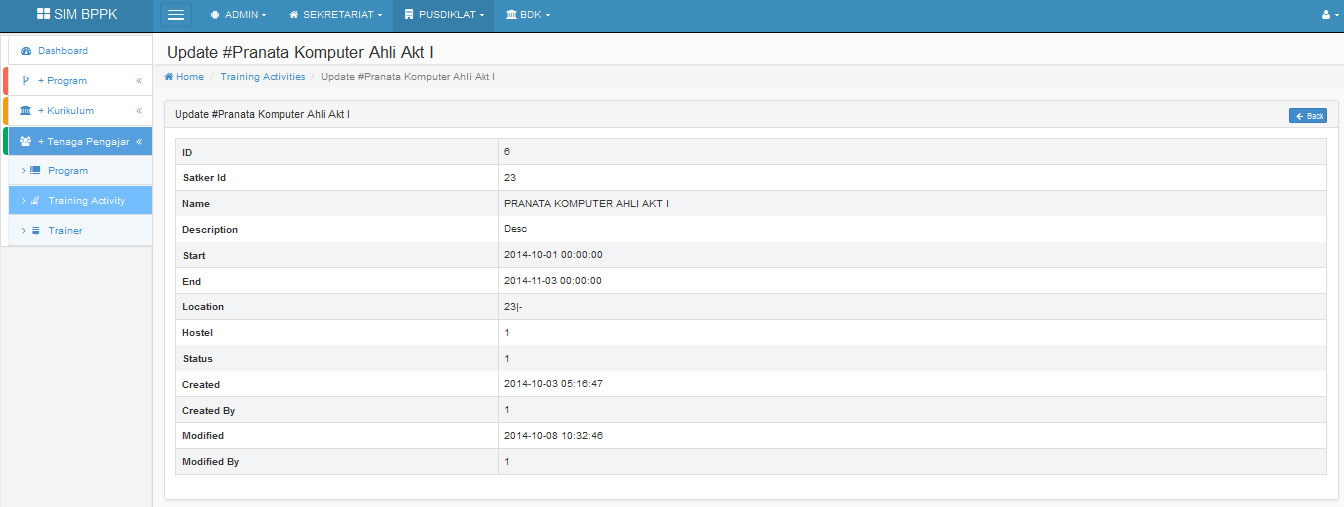 SIM BPPK ADMIN SEKRETARIAT PUSDIKLAT BDK
Dashboard
+ Program «
+ Kurikulum «
+ Tenaga Pengajar «
> Program
> Training Activity
> Trainer
Update #Pranata Komputer Ahli Akt I
Home / Training Activities / Update #Pranata Komputer Ahli Akt I
Update #Pranata Komputer Ahli Akt I Back
ID 6
Satker Id 23
Name PRANATA KOMPUTER AHLI AKT I
Description Desc
Start 2014-10-01 00:00:00
End 2014-11-03 00:00:00
Location 23|-
Hostel 1
Status 1
Created 2014-10-03 05:16:47
Created By 1
Modified 2014-10-08 10:32:46
Modified By 1